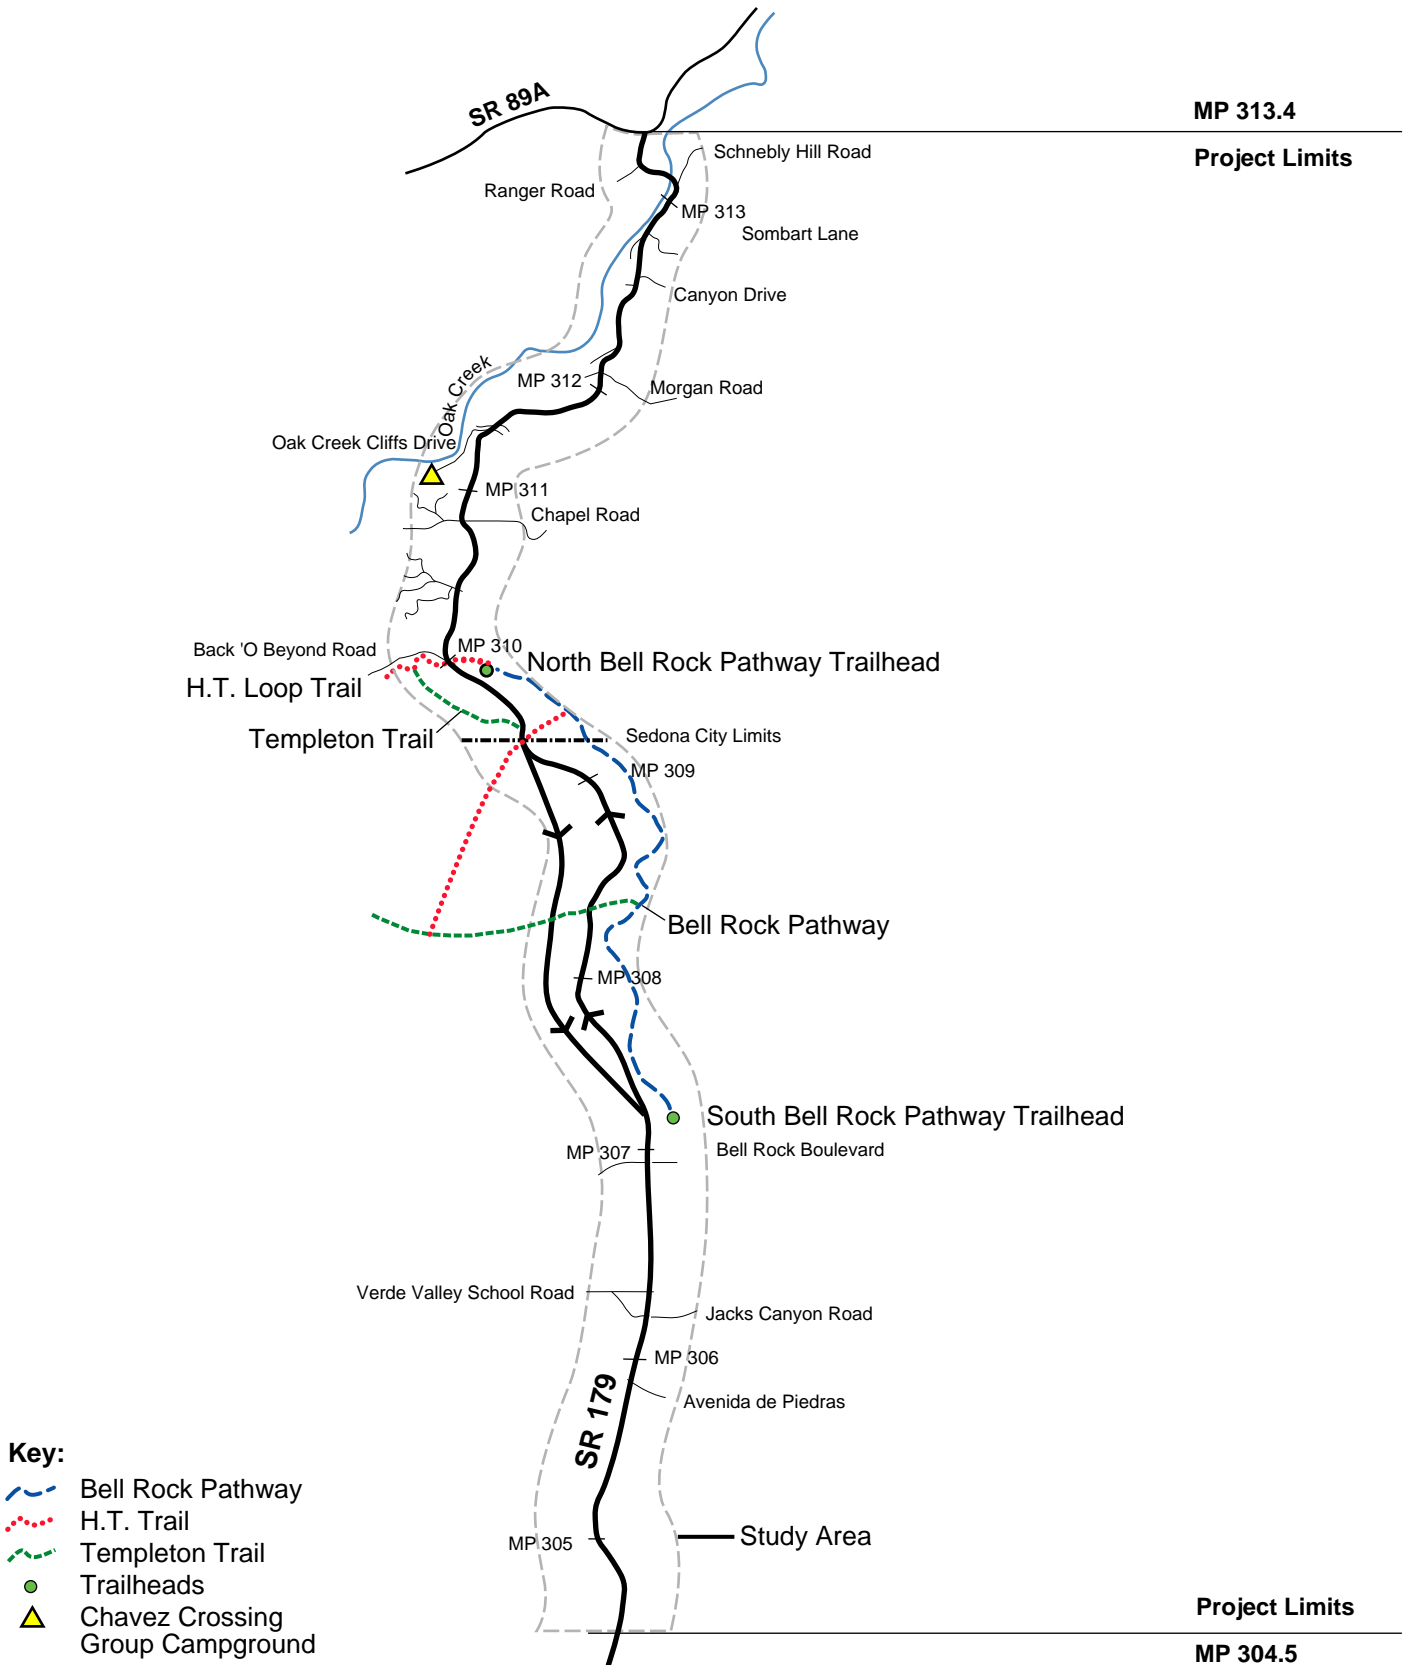 SR 89A
MP 313.4
Project Limits
Schnebly Hill Road
Ranger Road
MP 313
Sombart Lane
Canyon Drive
MP 312
Morgan Road
Oak Creek
Oak Creek Cliffs Drive
MP 311
Chapel Road
Back 'O Beyond Road
MP 310
North Bell Rock Pathway Trailhead
H.T. Loop Trail
Templeton Trail
Sedona City Limits
MP 309
Bell Rock Pathway
MP 308
South Bell Rock Pathway Trailhead
MP 307
Bell Rock Boulevard
Verde Valley School Road
Jacks Canyon Road
MP 306
Avenida de Piedras
SR 179
MP 305
Study Area
Key:
Bell Rock Pathway
H.T. Trail
Templeton Trail
Trailheads
Chavez Crossing
Group Campground
Project Limits
MP 304.5